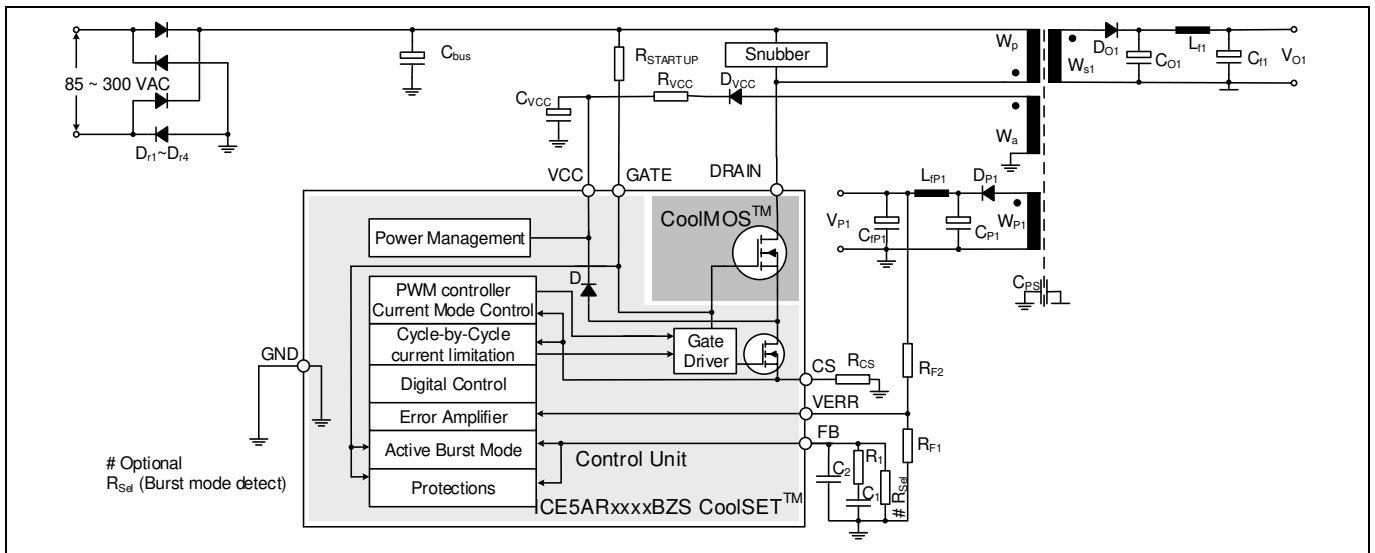 85 ~ 300 VAC
Dr1~Dr4
Cbus
RSTARTUP
Snubber
Wp
Ws1
DO1
CO1
Lf1
Cf1
VO1
CVCC
RVCC
DVCC
Wa
VCC
GATE
DRAIN
LfP1
DP1
VP1
CfP1
CP1
WP1
CPS
CoolMOS™
Power Management
D
PWM controller
Current Mode Control
Cycle-by-Cycle
current limitation
Gate
Driver
GND
Digital Control
CS
RCS
RF2
Error Amplifier
VERR
FB
RF1
Active Burst Mode
Control Unit
Protections
C2
R1
C1
# RSel
# Optional
RSel (Burst mode detect)
ICE5ARxxxxBZS CoolSET™